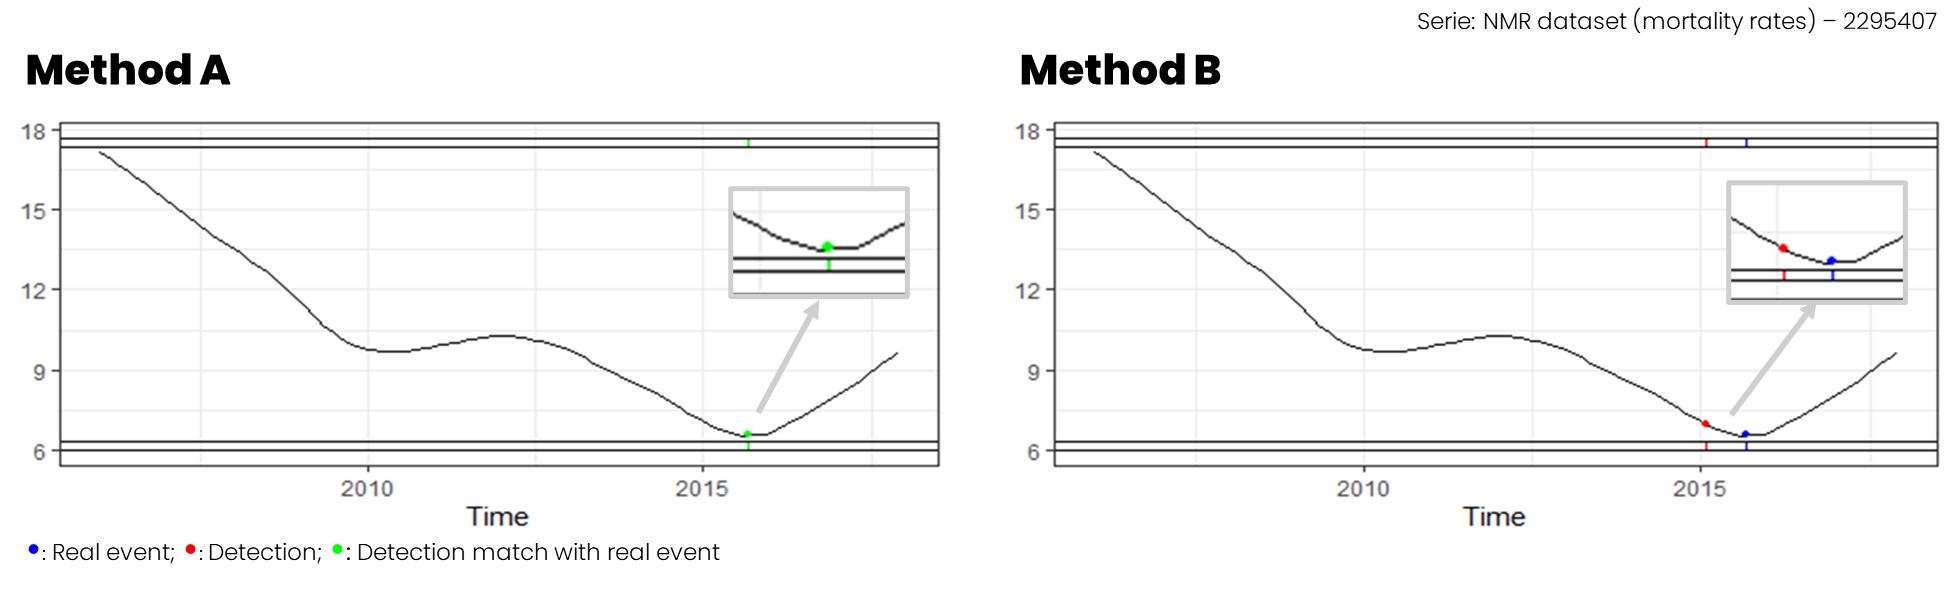 Serie: NMR dataset (mortality rates) – 2295407
Method A
Method B
18
15
12
9
6
2010
2015
Time
18
15
12
9
6
2010
2015
Time
: Real event; : Detection; : Detection match with real event